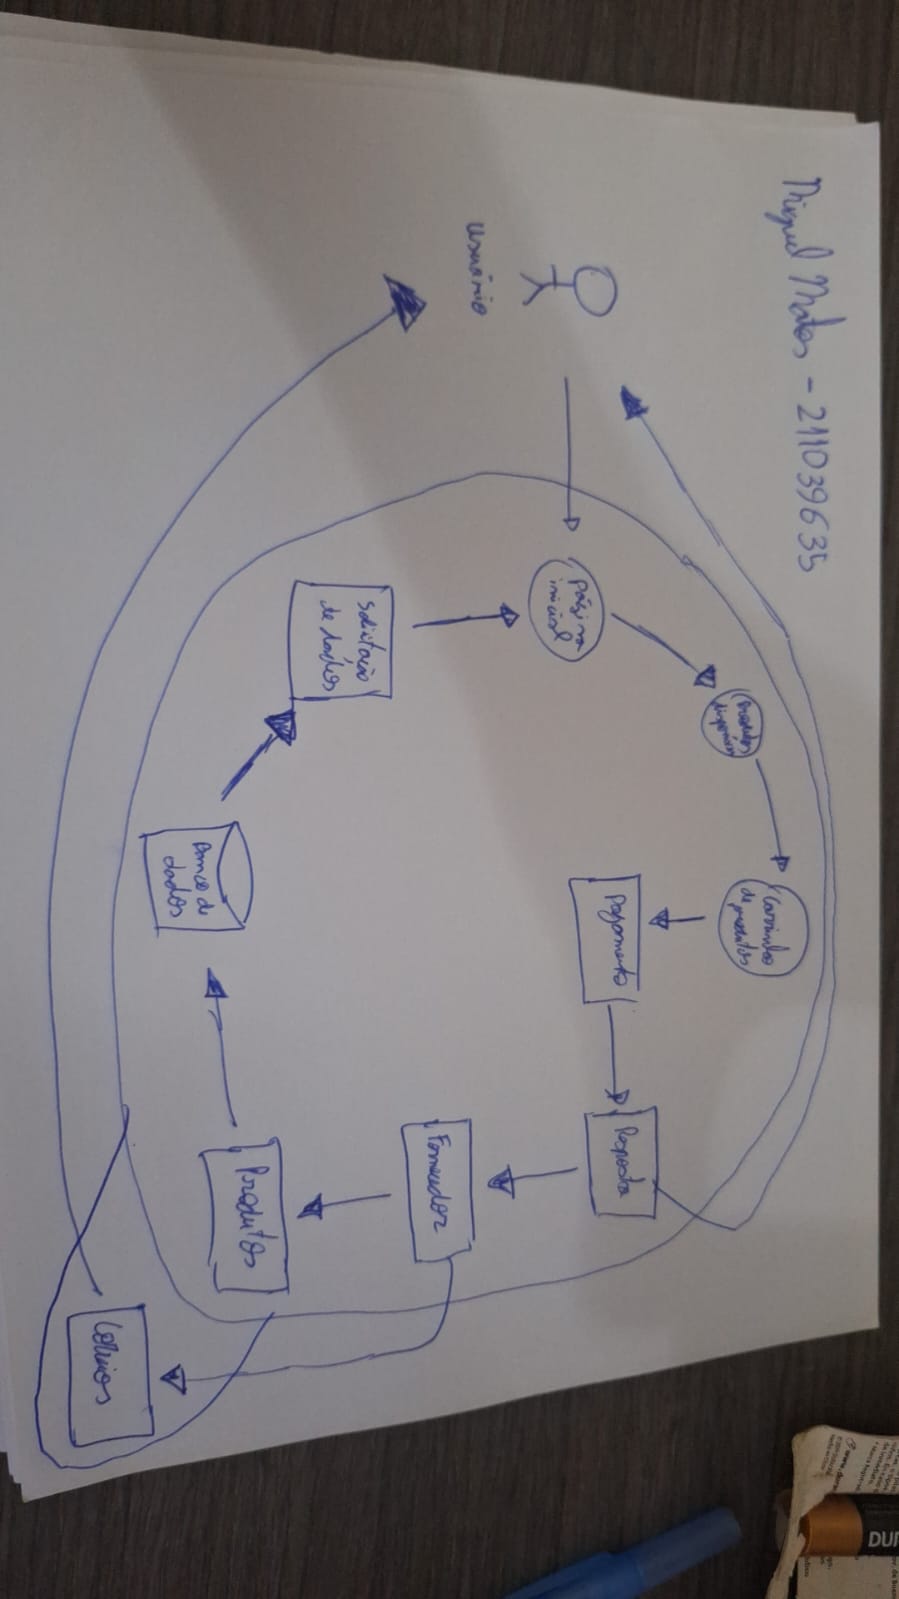 Miguel Matos - 211039635
Carrinho
de produtos
Produtos
disponíveis
Pagamento
Resposta
Página
inicial
usuário
Fornecedor
Solicitação
de dados
Produtos
Banco de
dados
Correios
DUR